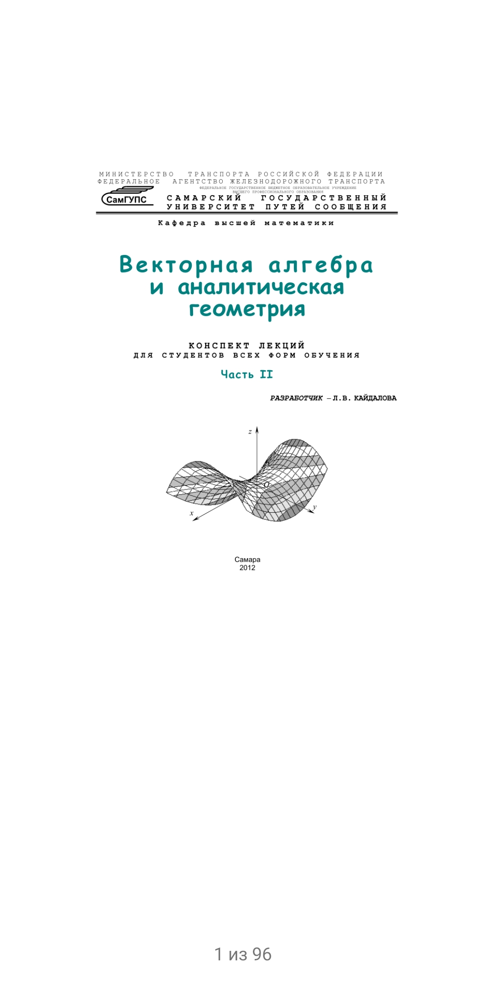 МИНИСТЕРСТВО ТРАНСПОРТА РОССИЙСКОЙ ФЕДЕРАЦИИ
ФЕДЕРАЛЬНОЕ АГЕНТСТВО ЖЕЛЕЗНОДОРОЖНОГО ТРАНСПОРТА
ФЕДЕРАЛЬНОЕ ГОСУДАРСТВЕННОЕ БЮДЖЕТНОЕ ОБРАЗОВАТЕЛЬНОЕ УЧРЕЖДЕНИЕ
ВЫСШЕГО ПРОФЕССИОНАЛЬНОГО ОБРАЗОВАНИЯ
СамГУПС
САМАРСКИЙ ГОСУДАРСТВЕННЫЙ
УНИВЕРСИТЕТ ПУТЕЙ СООБЩЕНИЯ
Кафедра высшей математики
Векторная алгебра
и аналитическая
геометрия
КОНСПЕКТ ЛЕКЦИЙ
ДЛЯ СТУДЕНТОВ ВСЕХ ФОРМ ОБУЧЕНИЯ
Часть II
РАЗРАБОТЧИК – Л.В. КАЙДАЛОВА
z
O
x
y
Самара
2012
1 из 96